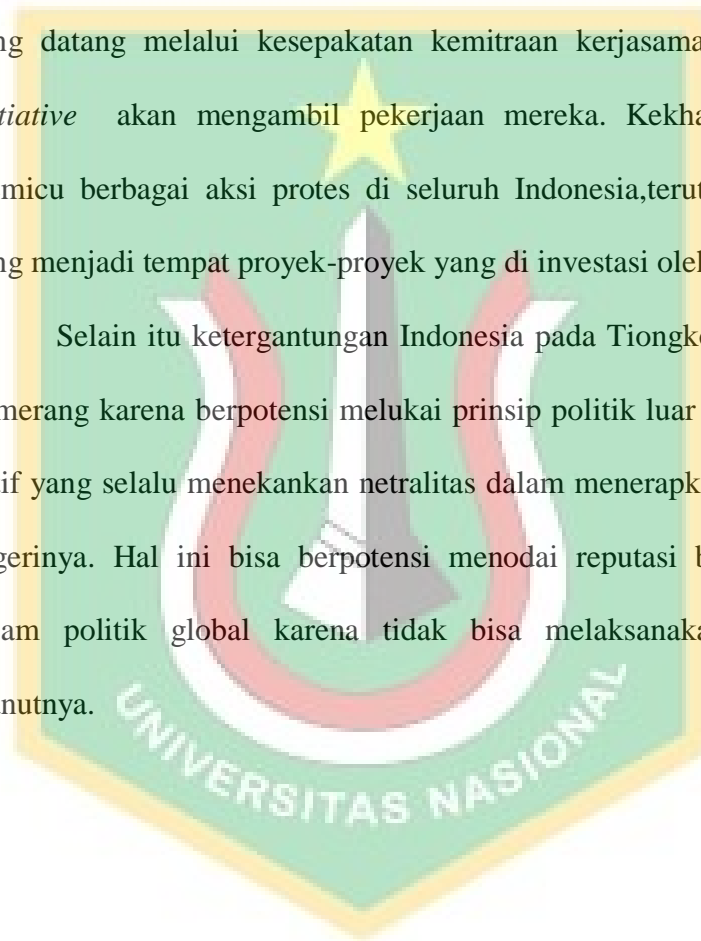 ng datang melalui kesepakatan kemitraan kerjasama
tiative akan mengambil pekerjaan mereka. Kekha
micu berbagai aksi protes di seluruh Indonesia,terut
ng menjadi tempat proyek-proyek yang di investasi oleh
Selain itu ketergantungan Indonesia pada Tiongko
merang karena berpotensi melukai prinsip politik luar
tif yang selalu menekankan netralitas dalam menerapk
gerinya. Hal ini bisa berpotensi menodai reputasi b
am politik global karena tidak bisa melaksanaka
nutnya.
UNIVERSITAS NASIONAL